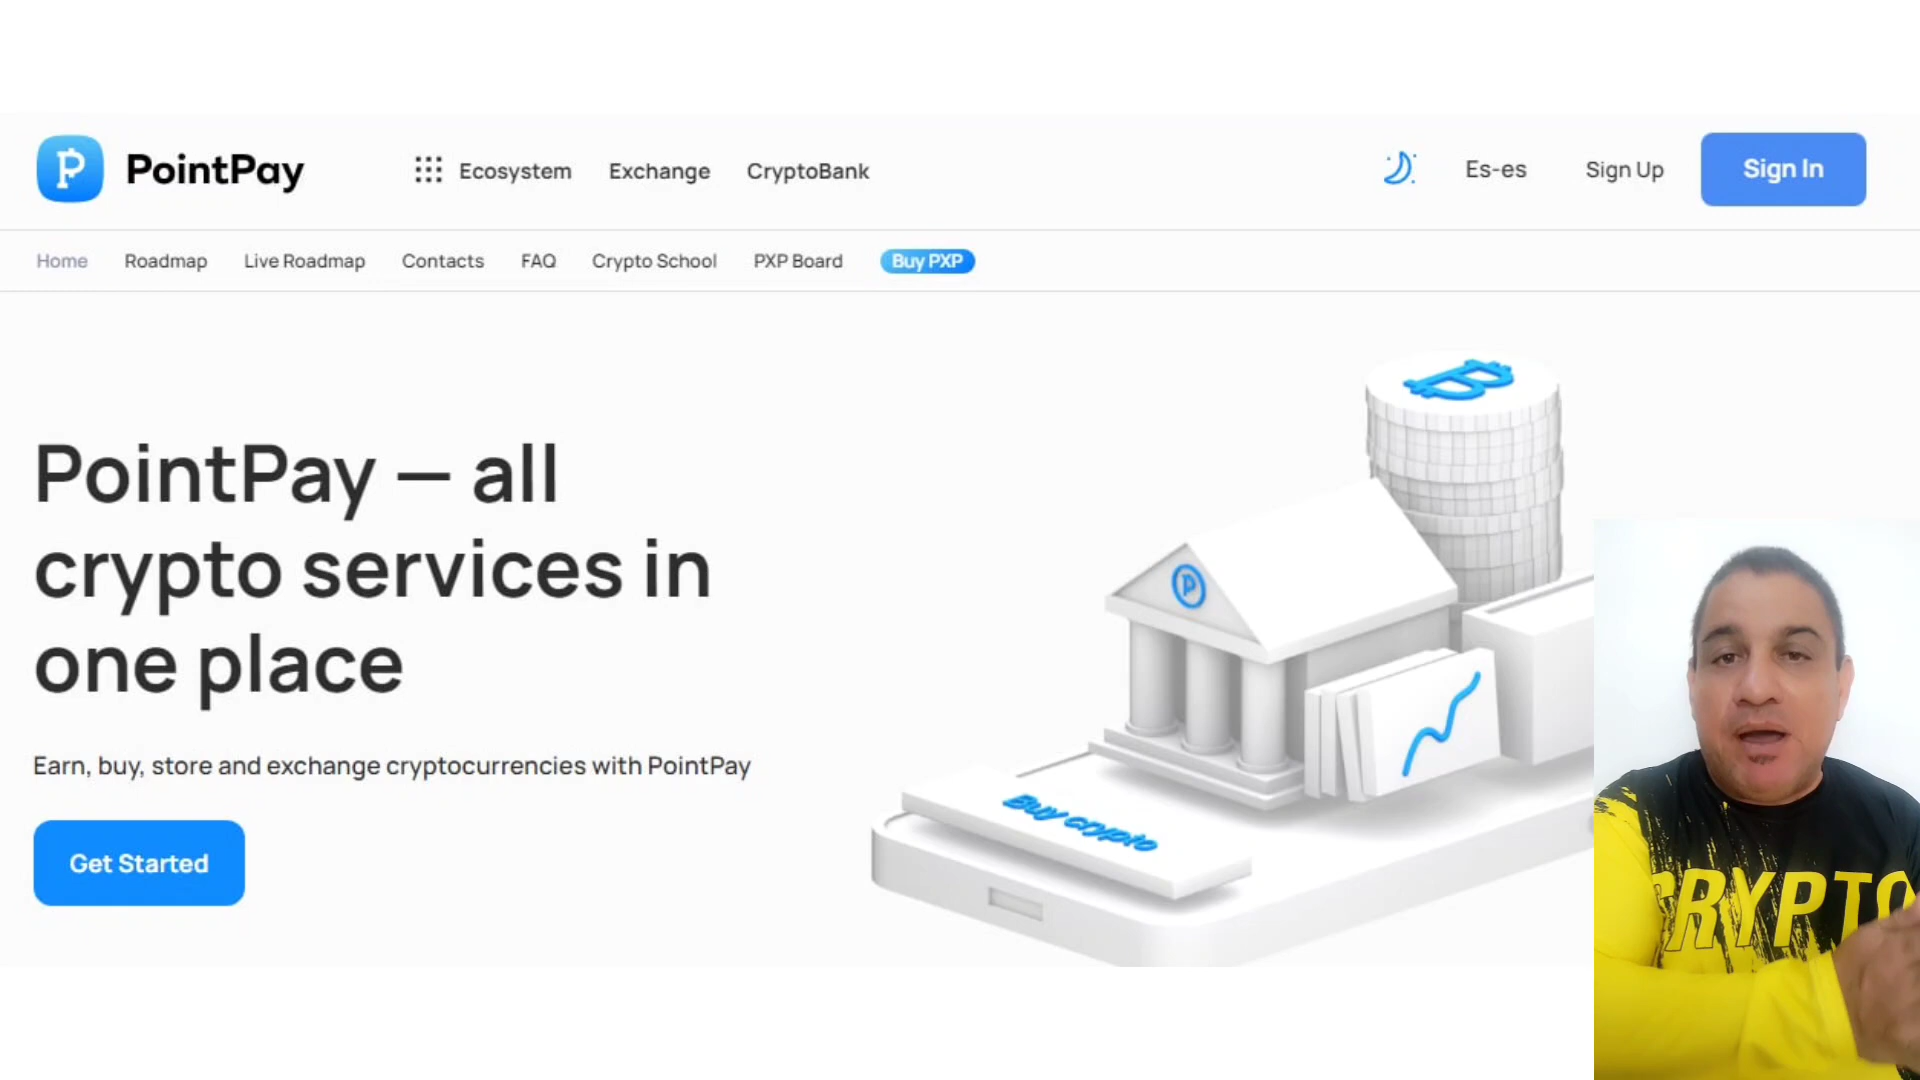 PointPay
Ecosystem
Exchange
CryptoBank
Es-es
Sign Up
Sign In
Home
Roadmap
Live Roadmap
Contacts
FAQ
Crypto School
PXP Board
Buy PXP
PointPay — all
crypto services in
one place
Earn, buy, store and exchange cryptocurrencies with PointPay
Get Started
Buy crypto
CRYPTO